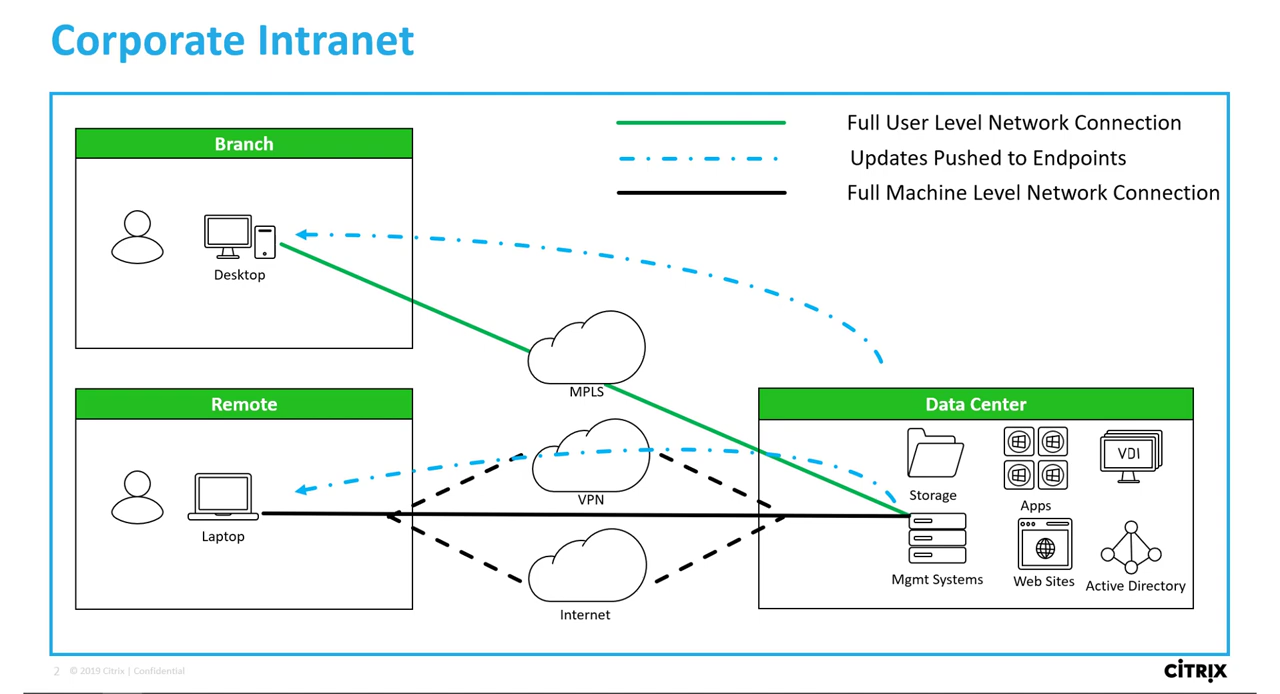 Corporate Intranet
Branch
Desktop
Full User Level Network Connection
Updates Pushed to Endpoints
Full Machine Level Network Connection
MPLS
Remote
Laptop
VPN
Internet
Data Center
Storage
Apps
VDI
Mgmt Systems
Web Sites
Active Directory
2 © 2019 Citrix | Confidential
CİTRIX